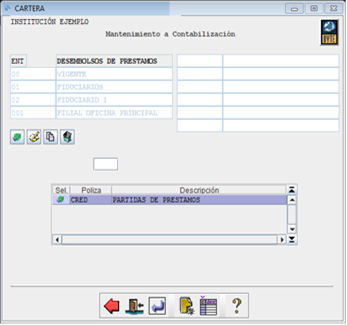 CARTERA
INSTITUCIÓN EJEMPLO
Mantenimiento a Contabilización
ENT DESEMBOLSOS DE PRESTAMOS
00 VIGENTE
01 FIDUCIARIOS
02 FIDUCIARIO I
001 FILIAL OFICINA PRINCIPAL
Sel. Poliza Descripción
CRED PARTIDAS DE PRESTAMOS
?